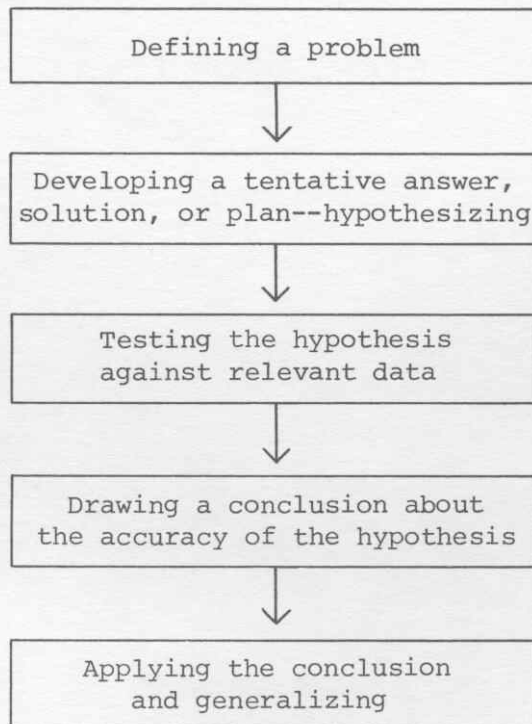 Defining a problem
Developing a tentative answer,
solution, or plan--hypothesizing
Testing the hypothesis
against relevant data
Drawing a conclusion about
the accuracy of the hypothesis
Applying the conclusion
and generalizing